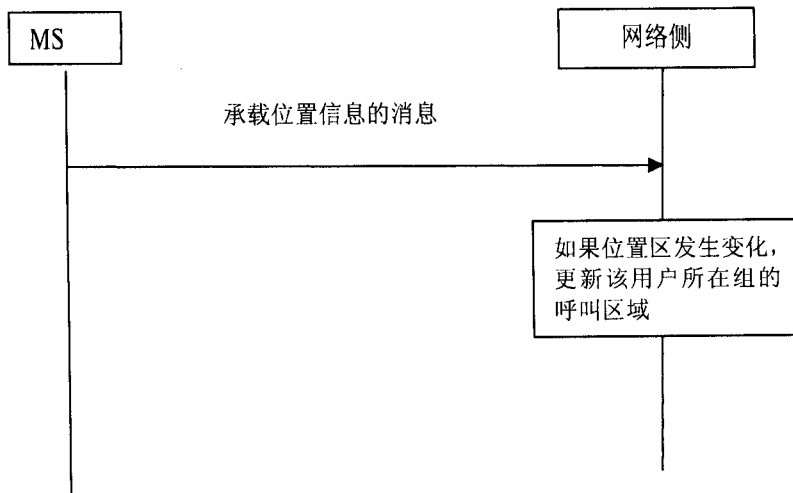 MS
网络侧
承载位置信息的消息
如果位置区发生变化，
更新该用户所在组的
呼叫区域